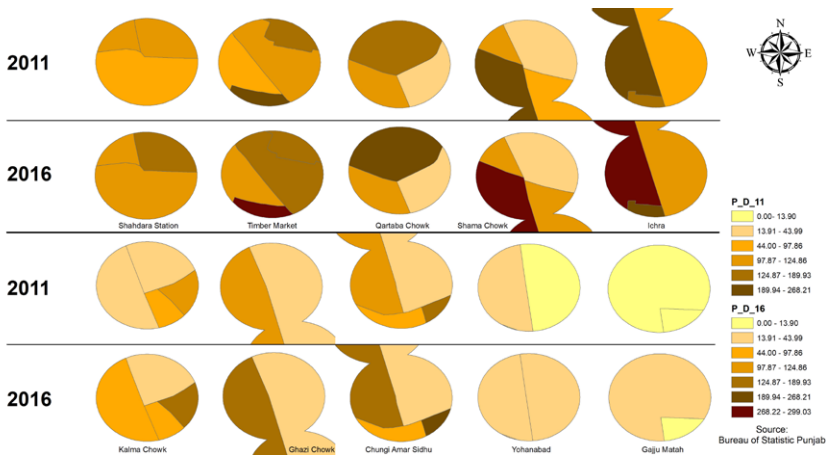 2011
N
W E
S
2016
Shahdara Station Timber Market Qartaba Chowk Shama Chowk Ichra
2011
2016
Kalma Chowk Ghazi Chowk Chungi Amar Sidhu Yohanabad Gajju Matah
P_D_11
0.00- 13.90
13.91 - 43.99
44.00 - 97.86
97.87 - 124.86
124.87 - 189.93
189.94 - 268.21
P_D_16
0.00 - 13.90
13.91 - 43.99
44.00 - 97.86
97.87 - 124.86
124.87 - 189.93
189.94 - 268.21
268.22 - 299.03
Source:
Bureau of Statistic Punjab